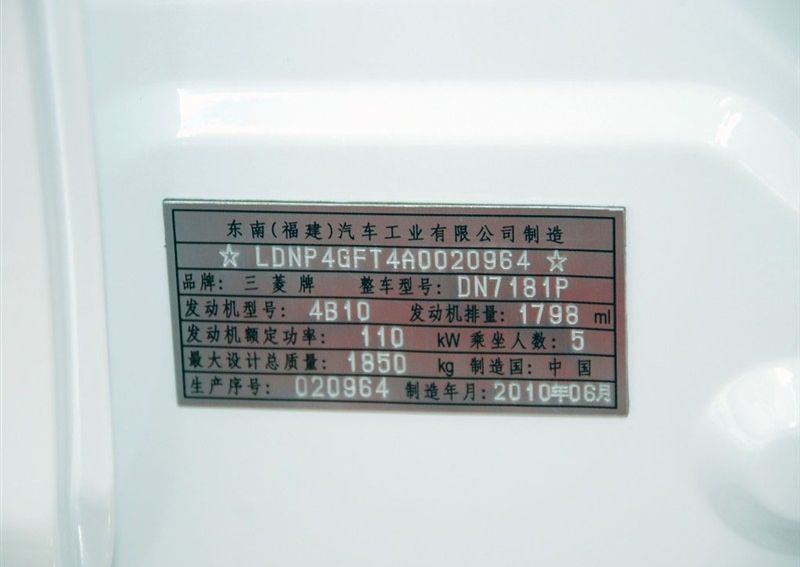 东南(福建)汽车工业有限公司制造
☆ LDNP4GFT4A0020964 ☆
品牌: 三菱牌 整车型号: DN7181P
发动机型号: 4B10 发动机排量: 1798 ml
发动机额定功率: 110 kW 乘坐人数: 5
最大设计总质量: 1850 kg 制造国: 中国
生产序号: 020964 制造年月: 2010年06月